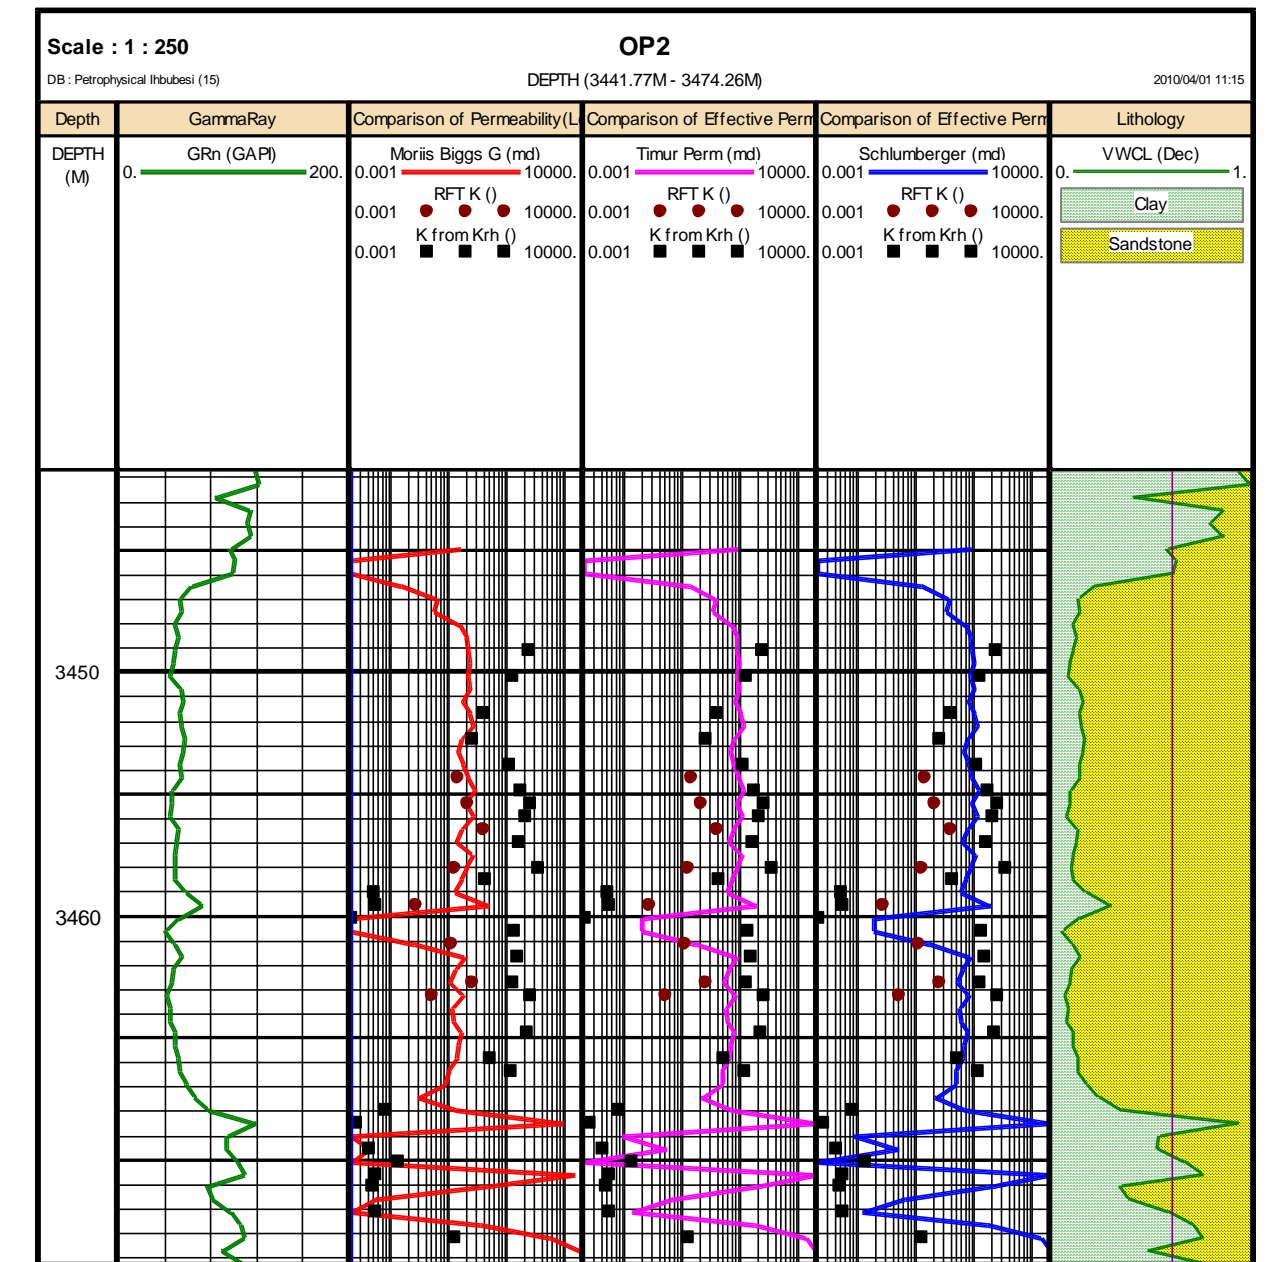 Scale : 1 : 250
OP2
DB : Petrophysical Ihbubesi (15)
DEPTH (3441.77M - 3474.26M)
2010/04/01 11:15
Depth
GammaRay
Comparison of Permeability(L
Comparison of Effective Perm
Comparison of Effective Perm
Lithology
DEPTH
(M)
GRn (GAPI)
0. 200.
Moriis Biggs G (md)
0.001 10000.
RFT K ()
0.001 10000.
K from Krh ()
0.001 10000.
Timur Perm (md)
0.001 10000.
RFT K ()
0.001 10000.
K from Krh ()
0.001 10000.
Schlumberger (md)
0.001 10000.
RFT K ()
0.001 10000.
K from Krh ()
0.001 10000.
VWCL (Dec)
0. 1.
Clay
Sandstone
3450
3460